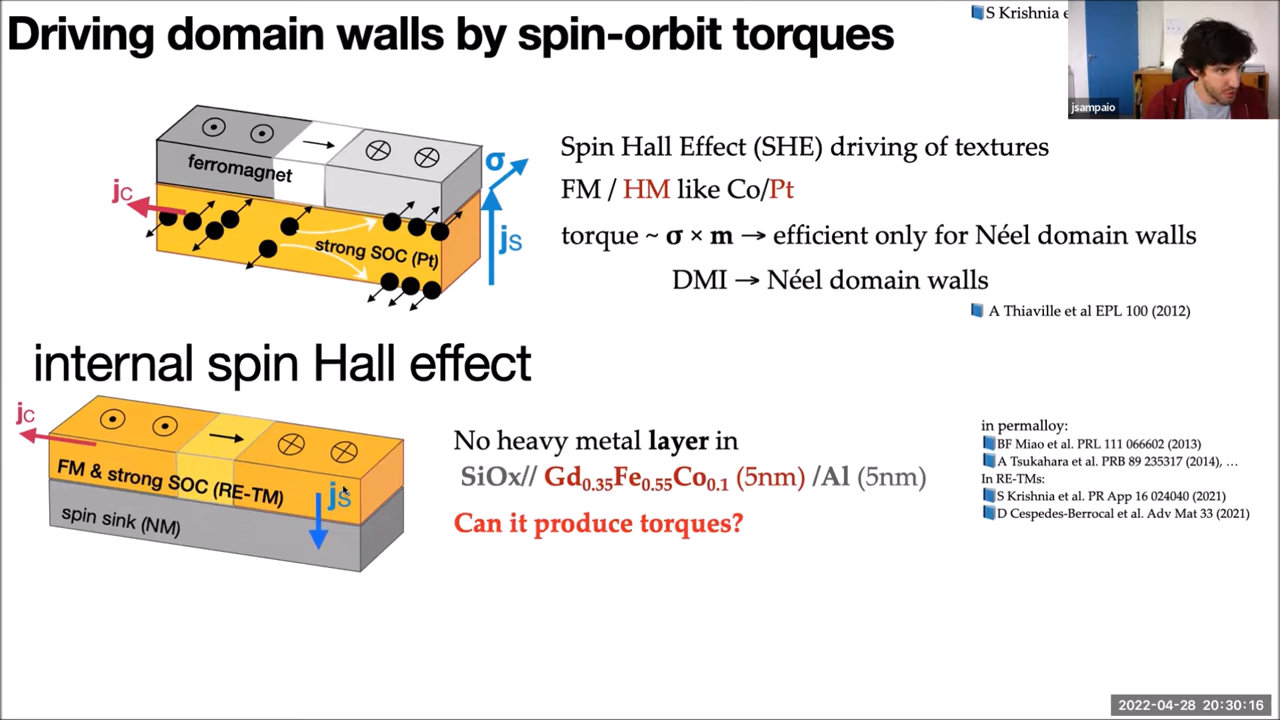 Driving domain walls by spin-orbit torques
S Krishnia e
jsampaio
ferromagnet
σ
jC
jS
strong SOC (Pt)
Spin Hall Effect (SHE) driving of textures
FM / HM like Co/Pt
torque ~ σ × m → efficient only for Néel domain walls
DMI → Néel domain walls
A Thiaville et al EPL 100 (2012)
internal spin Hall effect
jC
FM & strong SOC (RE-TM)
jS
spin sink (NM)
No heavy metal layer in
SiOx// Gd0.35Fe0.55Co0.1 (5nm) /Al (5nm)
Can it produce torques?
in permalloy:
BF Miao et al. PRL 111 066602 (2013)
A Tsukahara et al. PRB 89 235317 (2014), …
In RE-TMs:
S Krishnia et al. PR App 16 024040 (2021)
D Cespedes-Berrocal et al. Adv Mat 33 (2021)
2022-04-28 20:30:16